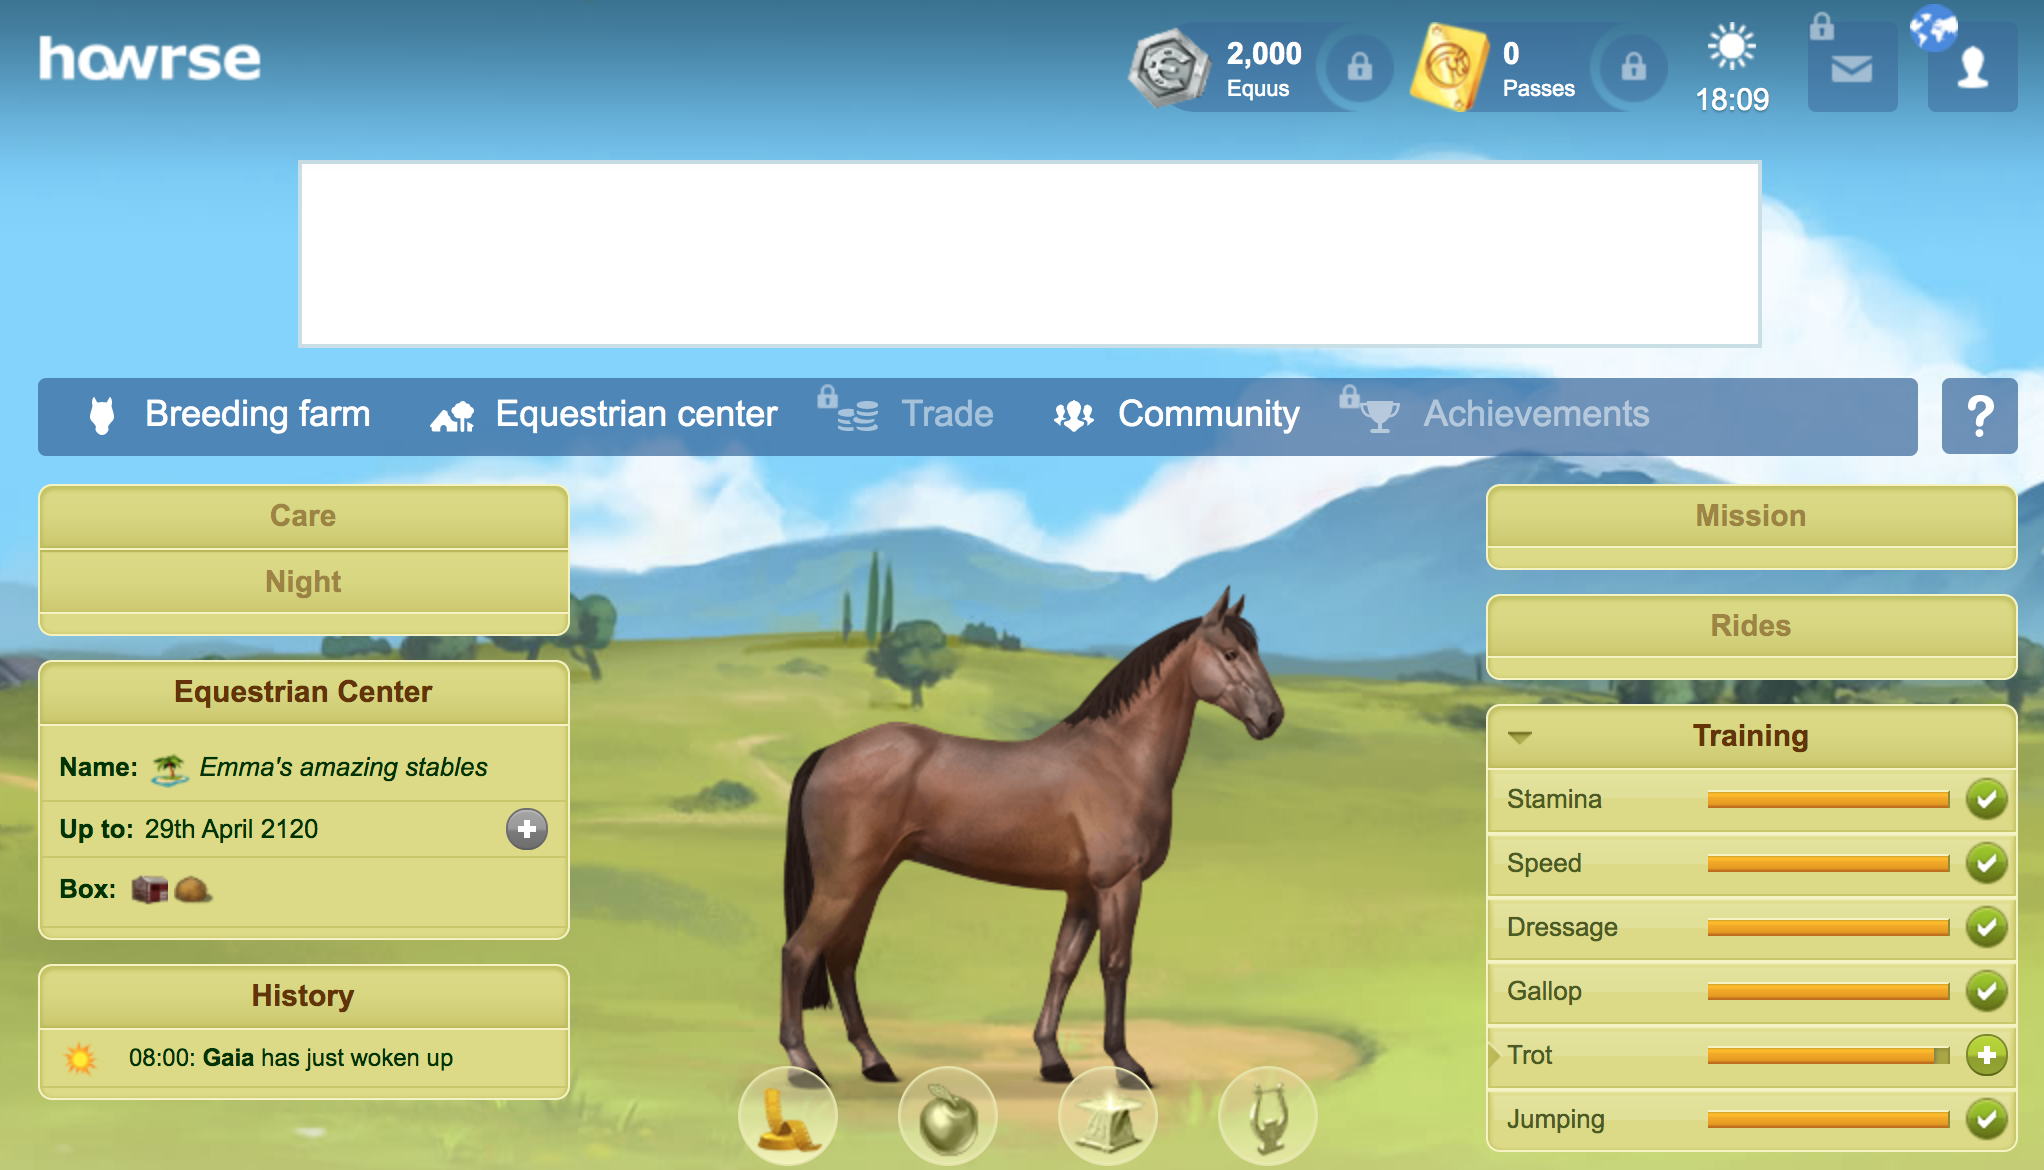 howrse
2,000
Equus
0
Passes
18:09
Breeding farm
Equestrian center
Trade
Community
Achievements
?
Care
Night
Equestrian Center
Name: Emma's amazing stables
Up to: 29th April 2120
Box:
History
08:00: Gaia has just woken up
Mission
Rides
Training
Stamina
Speed
Dressage
Gallop
Trot
Jumping